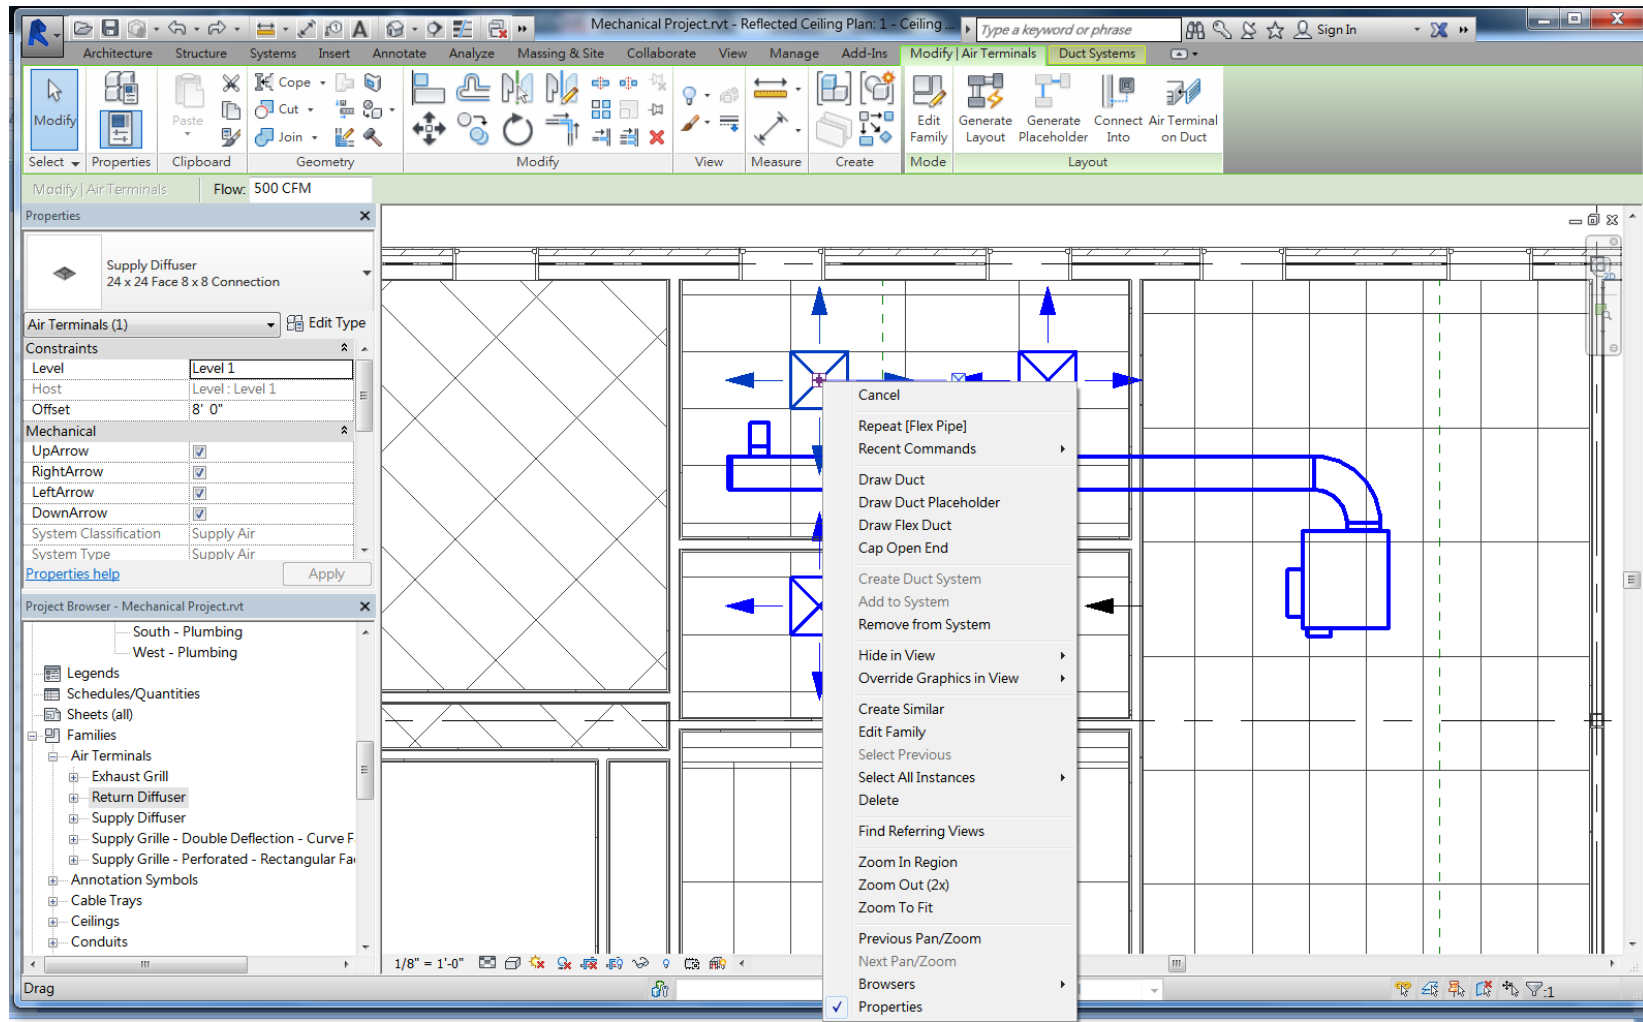 Mechanical Project.rvt - Reflected Ceiling Plan: 1 - Ceiling ...
Type a keyword or phrase
Sign In
Architecture Structure Systems Insert Annotate Analyze Massing & Site Collaborate View Manage Add-Ins Modify | Air Terminals Duct Systems
Modify
Paste
Cope
Cut
Join
Edit Family
Generate Layout
Generate Placeholder
Connect Into
Air Terminal on Duct
Select Properties Clipboard Geometry Modify View Measure Create Mode Layout
Modify | Air Terminals Flow: 500 CFM
Properties
Supply Diffuser
24 x 24 Face 8 x 8 Connection
Air Terminals (1) Edit Type
Constraints
Level Level 1
Host Level : Level 1
Offset 8' 0"
Mechanical
UpArrow
RightArrow
LeftArrow
DownArrow
System Classification Supply Air
System Type Supply Air
Properties help Apply
Project Browser - Mechanical Project.rvt
South - Plumbing
West - Plumbing
Legends
Schedules/Quantities
Sheets (all)
Families
Air Terminals
Exhaust Grill
Return Diffuser
Supply Diffuser
Supply Grille - Double Deflection - Curve F
Supply Grille - Perforated - Rectangular Fa
Annotation Symbols
Cable Trays
Ceilings
Conduits
Drag
2D
Cancel
Repeat [Flex Pipe]
Recent Commands
Draw Duct
Draw Duct Placeholder
Draw Flex Duct
Cap Open End
Create Duct System
Add to System
Remove from System
Hide in View
Override Graphics in View
Create Similar
Edit Family
Select Previous
Select All Instances
Delete
Find Referring Views
Zoom In Region
Zoom Out (2x)
Zoom To Fit
Previous Pan/Zoom
Next Pan/Zoom
Browsers
Properties
1/8" = 1'-0"
:1